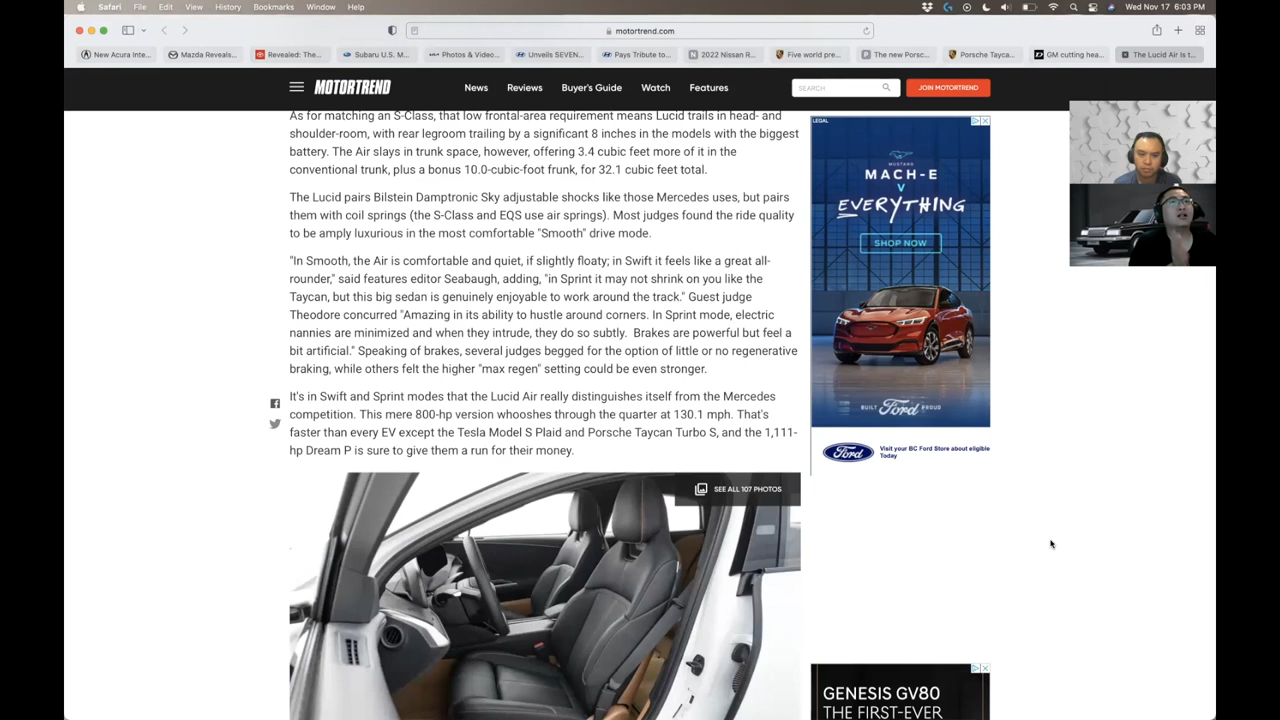 Safari File Edit View History Bookmarks Window Help Wed Nov 17 6:03 PM
motortrend.com
New Acura Inte... Mazda Reveals... Revealed: The... Subaru U.S. M... Photos & Video... Unveils SEVEN... Pays Tribute to... 2022 Nissan R... Five world pre... The new Porsc... Porsche Tayca... GM cutting hea... The Lucid Air Is t...
MOTORTREND News Reviews Buyer's Guide Watch Features SEARCH JOIN MOTORTREND
As for matching an S-Class, that low frontal-area requirement means Lucid trails in head- and
shoulder-room, with rear legroom trailing by a significant 8 inches in the models with the biggest
battery. The Air slays in trunk space, however, offering 3.4 cubic feet more of it in the
conventional trunk, plus a bonus 10.0-cubic-foot frunk, for 32.1 cubic feet total.
The Lucid pairs Bilstein Damptronic Sky adjustable shocks like those Mercedes uses, but pairs
them with coil springs (the S-Class and EQS use air springs). Most judges found the ride quality
to be amply luxurious in the most comfortable "Smooth" drive mode.
"In Smooth, the Air is comfortable and quiet, if slightly floaty; in Swift it feels like a great all-
rounder," said features editor Seabaugh, adding, "in Sprint it may not shrink on you like the
Taycan, but this big sedan is genuinely enjoyable to work around the track." Guest judge
Theodore concurred "Amazing in its ability to hustle around corners. In Sprint mode, electric
nannies are minimized and when they intrude, they do so subtly. Brakes are powerful but feel a
bit artificial." Speaking of brakes, several judges begged for the option of little or no regenerative
braking, while others felt the higher "max regen" setting could be even stronger.
It's in Swift and Sprint modes that the Lucid Air really distinguishes itself from the Mercedes
competition. This mere 800-hp version whooshes through the quarter at 130.1 mph. That's
faster than every EV except the Tesla Model S Plaid and Porsche Taycan Turbo S, and the 1,111-
hp Dream P is sure to give them a run for their money.
SEE ALL 107 PHOTOS
LEGAL
MUSTANG
MACH-E
V
EVERYTHING
SHOP NOW
BUILT Ford PROUD
Ford
Visit your BC Ford Store about eligible
Today
GENESIS GV80
THE FIRST-EVER